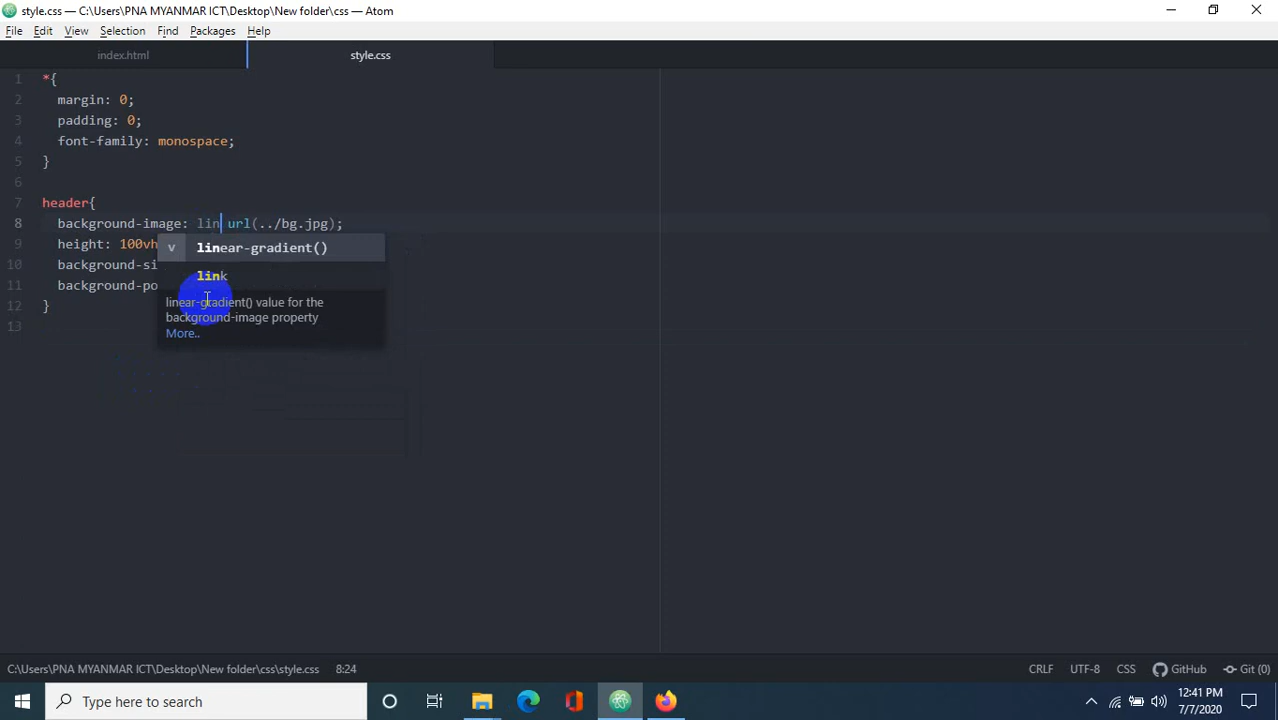 style.css — C:\Users\PNA MYANMAR ICT\Desktop\New folder\css — Atom
File Edit View Selection Find Packages Help
index.html style.css
1 *{
2 margin: 0;
3 padding: 0;
4 font-family: monospace;
5 }
6
7 header{
8 background-image: lin url(../bg.jpg);
9 height: 100vh
v linear-gradient()
10 background-si
link
11 background-po
linear-gradient() value for the
12 }
background-image property
13
More..
C:\Users\PNA MYANMAR ICT\Desktop\New folder\css\style.css 8:24 CRLF UTF-8 CSS GitHub Git (0)
Type here to search
12:41 PM
7/7/2020